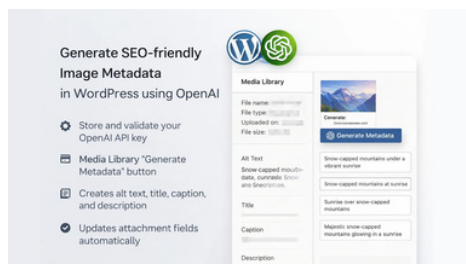 Generate SEO-friendly
Image Metadata
in WordPress using OpenAI
Store and validate your
OpenAI API key
Media Library "Generate
Metadata" button
Creates alt text, title, caption,
and description
Updates attachment fields
automatically
Media Library
File name:
File type:
Uploaded on:
File size:
Generate:
Generate Metadata
Alt Text
Snow-capped mountains under a
vibrant sunrise
Snow-capped mountains at sunrise
Title
Sunrise over snow-capped
mountains
Caption
Majestic snow-capped
mountains glowing in a sunrise
Description